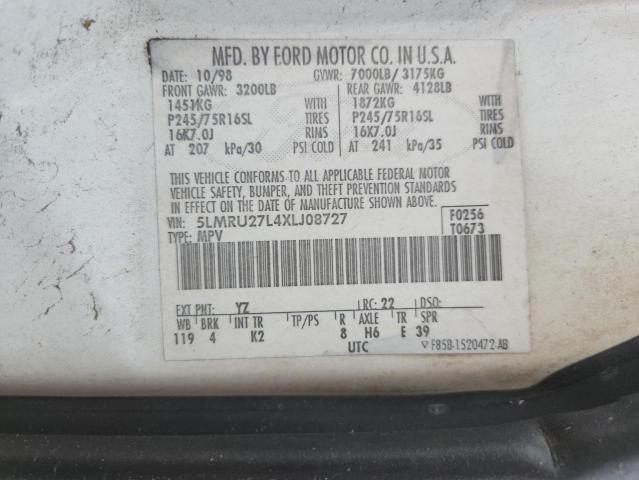 MFD. BY FORD MOTOR CO. IN U.S.A.
DATE: 10/98 GVWR: 7000LB/ 3175KG
FRONT GAWR: 3200LB REAR GAWR: 4128LB
1451KG WITH 1872KG WITH
P245/75R16SL TIRES P245/75R16SL TIRES
16X7.0J RIMS 16X7.0J RIMS
AT 207 kPa/30 PSI COLD AT 241 kPa/35 PSI COLD
THIS VEHICLE CONFORMS TO ALL APPLICABLE FEDERAL MOTOR
VEHICLE SAFETY, BUMPER, AND THEFT PREVENTION STANDARDS
IN EFFECT ON THE DATE OF MANUFACTURE SHOWN ABOVE.
VIN: 5LMRU27L4XLJ08727 F0256
TYPE: MPV T0673
EXT PNT: YZ RC: 22 DSO:
WB BRK INT TR TP/PS R AXLE TR SPR
119 4 K2 8 H6 E 39
UTC ▽ F85B-1520472-AB